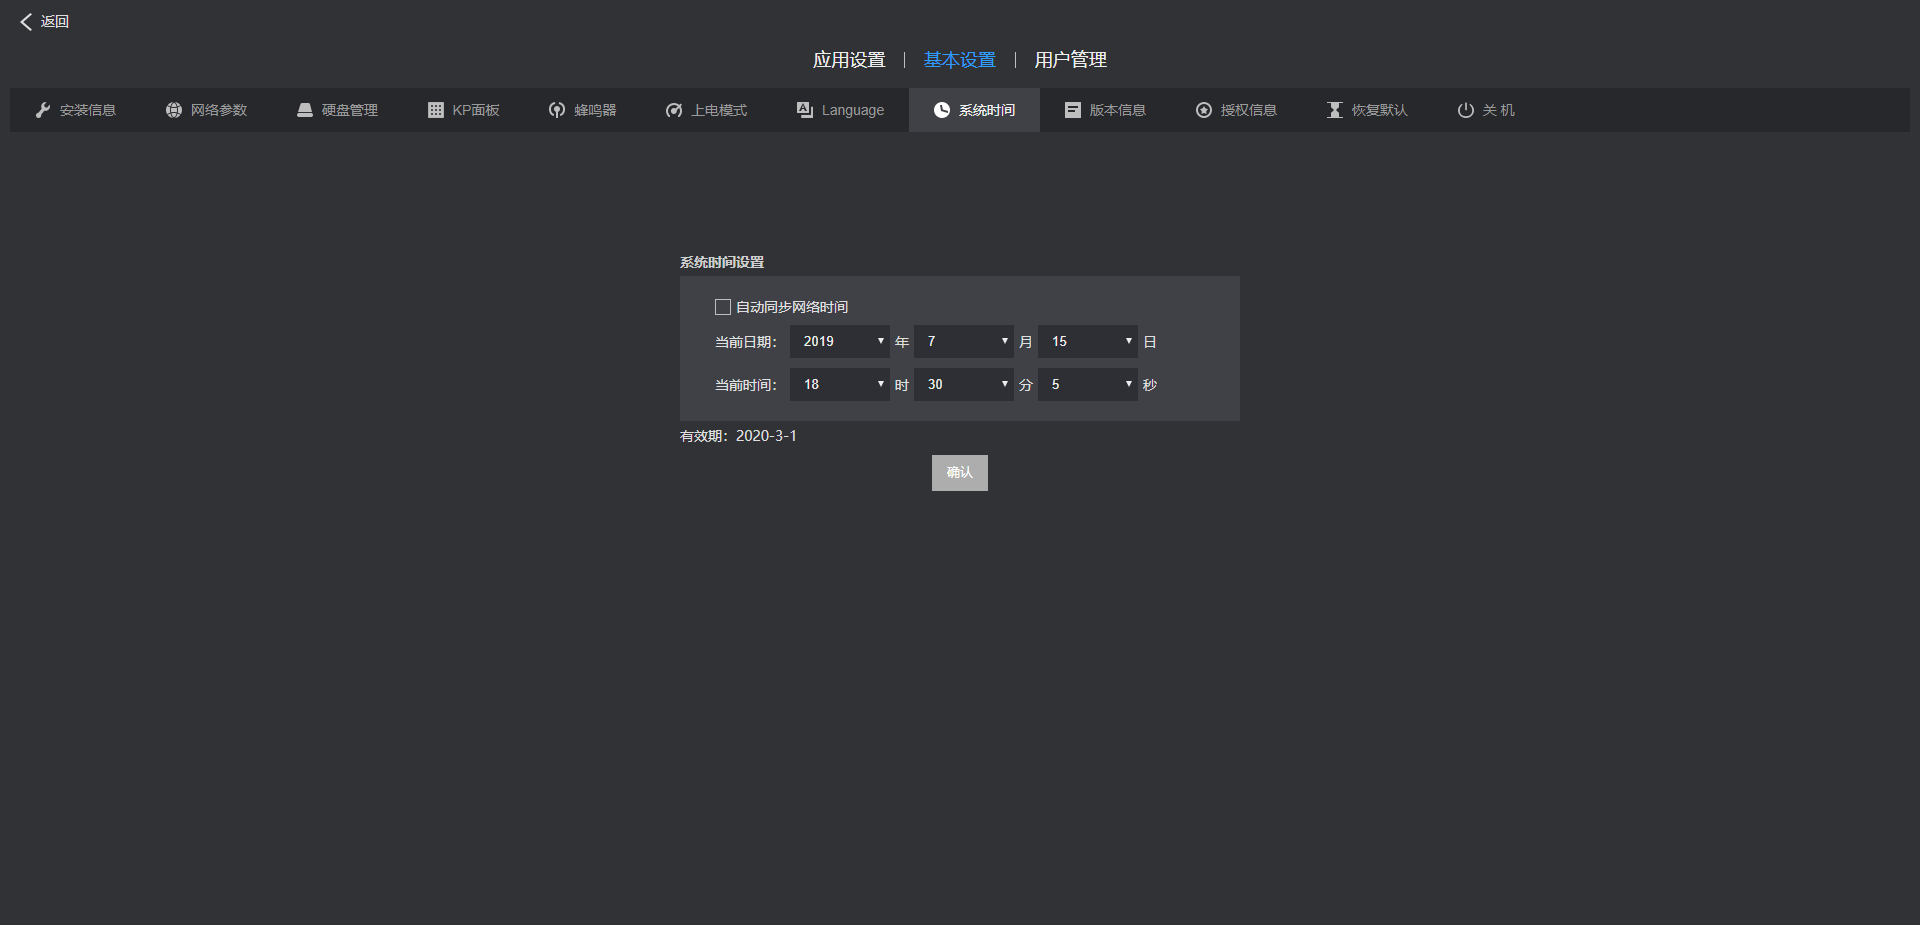 返回
应用设置 | 基本设置 | 用户管理
安装信息 网络参数 硬盘管理 KP面板 蜂鸣器 上电模式 Language 系统时间 版本信息 授权信息 恢复默认 关 机
系统时间设置
自动同步网络时间
当前日期： 2019 年 7 月 15 日
当前时间： 18 时 30 分 5 秒
有效期：2020-3-1
确认